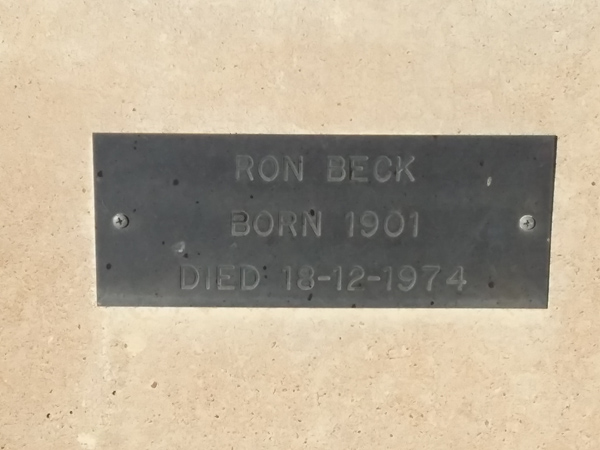 RON BECK
BORN 1901
DIED 18-12-1974